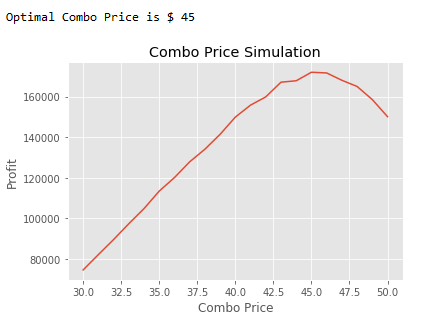 Optimal Combo Price is $ 45
Combo Price Simulation
Profit
160000
140000
120000
100000
80000
30.0 32.5 35.0 37.5 40.0 42.5 45.0 47.5 50.0
Combo Price